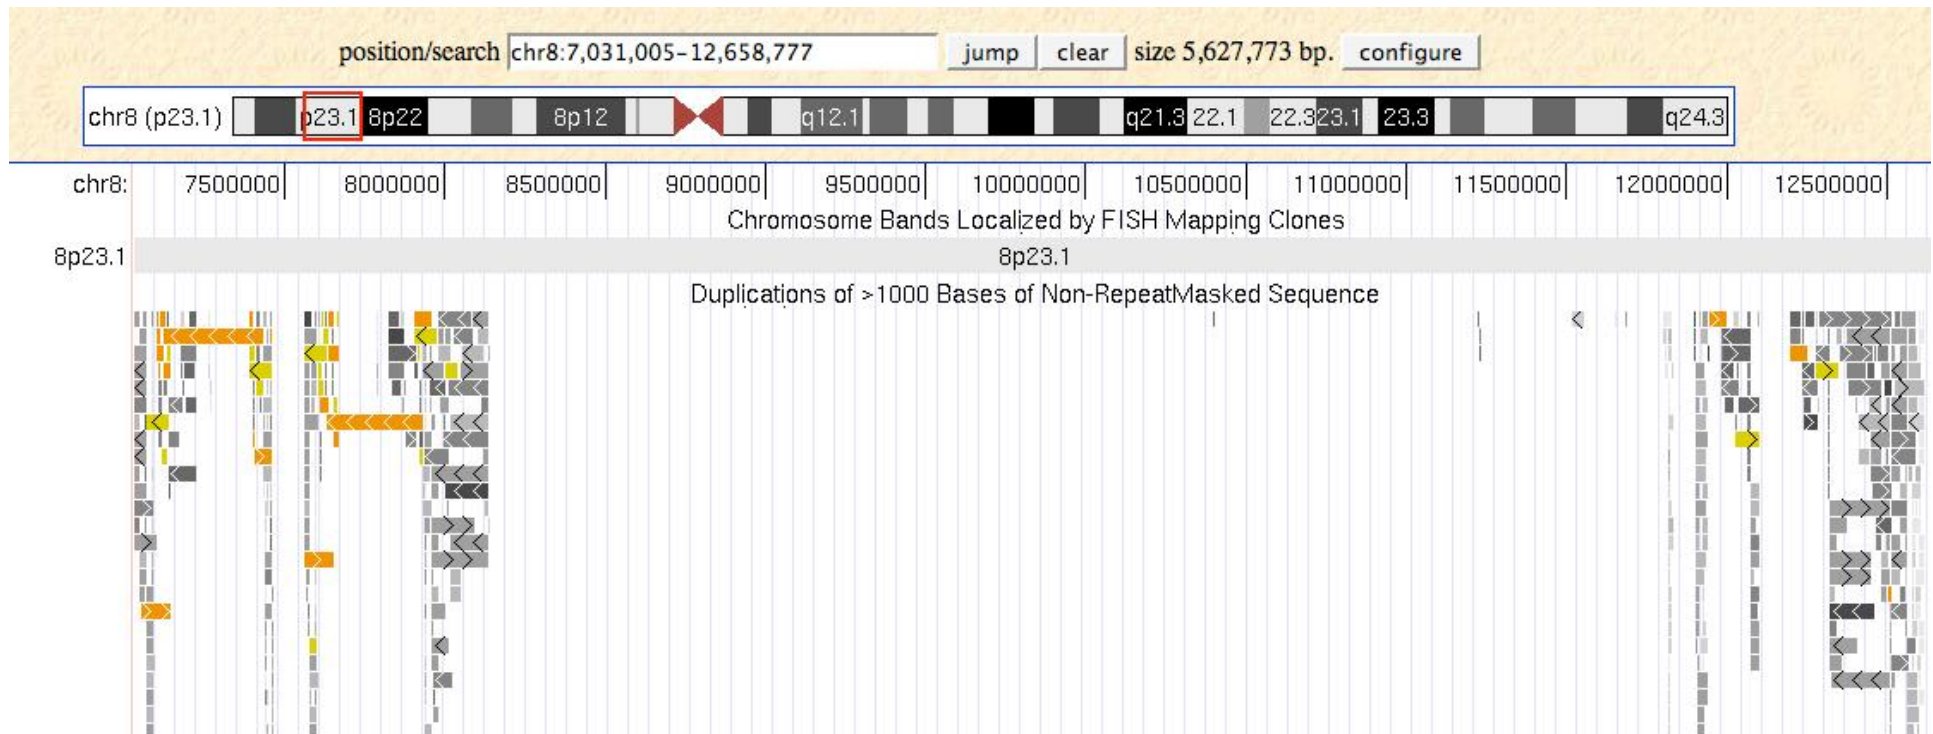 position/search chr8:7,031,005-12,658,777 jump clear size 5,627,773 bp. configure
chr8 (p23.1) p23.1 8p22 8p12 q12.1 q21.3 22.1 22.3 23.1 23.3 q24.3
chr8: 7500000 8000000 8500000 9000000 9500000 10000000 10500000 11000000 11500000 12000000 12500000
Chromosome Bands Localized by FISH Mapping Clones
8p23.1 8p23.1
Duplications of >1000 Bases of Non-RepeatMasked Sequence